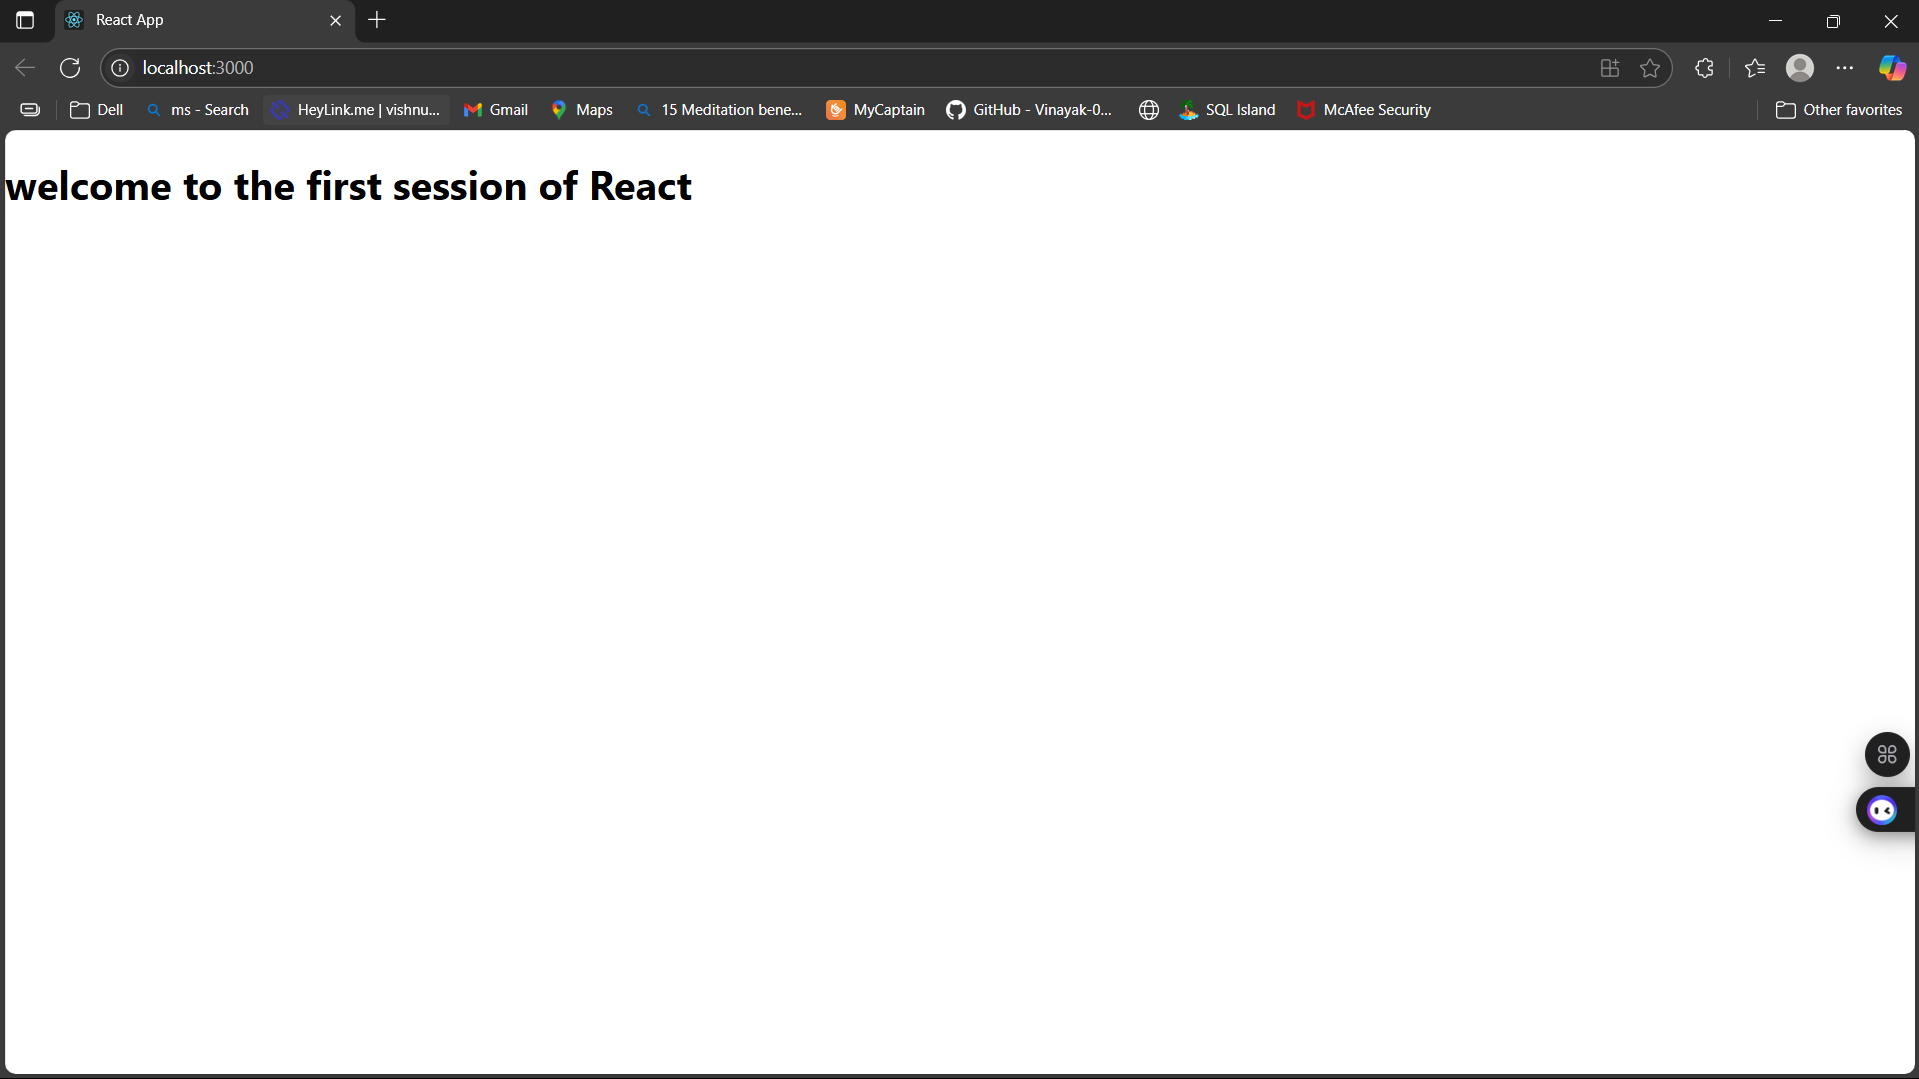 React App
localhost:3000
Dell
ms - Search
HeyLink.me | vishnu...
Gmail
Maps
15 Meditation bene...
MyCaptain
GitHub - Vinayak-0...
SQL Island
McAfee Security
Other favorites
welcome to the first session of React